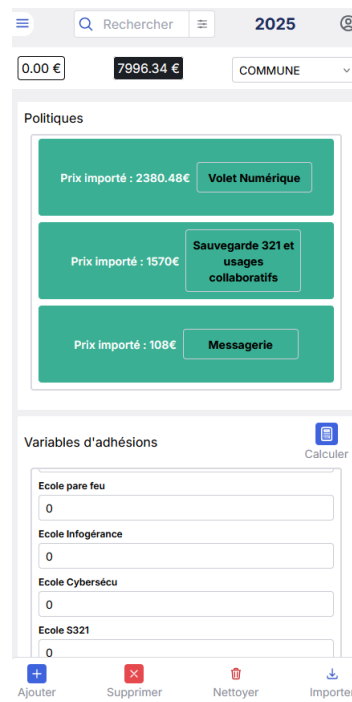 Rechercher
2025
0.00 €
7996.34 €
COMMUNE
Politiques
Prix importé : 2380.48€
Volet Numérique
Prix importé : 1570€
Sauvegarde 321 et
usages
collaboratifs
Prix importé : 108€
Messagerie
Variables d'adhésions
Calculer
Ecole pare feu
0
Ecole Infogérance
0
Ecole Cybersécu
0
Ecole S321
0
Ajouter
Supprimer
Nettoyer
Importer